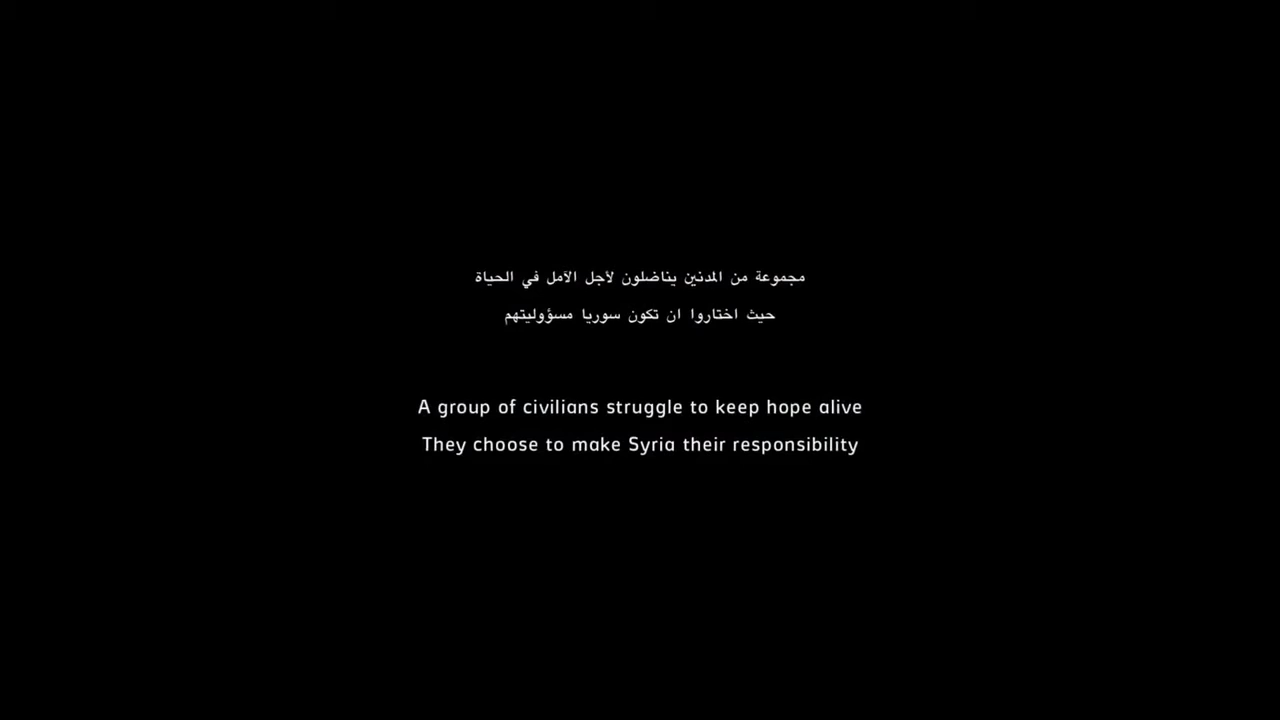 مجموعة من المدنين يناضلون لأجل الآمل في الحياة
حيث اختاروا ان تكون سوريا مسؤوليتهم
A group of civilians struggle to keep hope alive
They choose to make Syria their responsibility